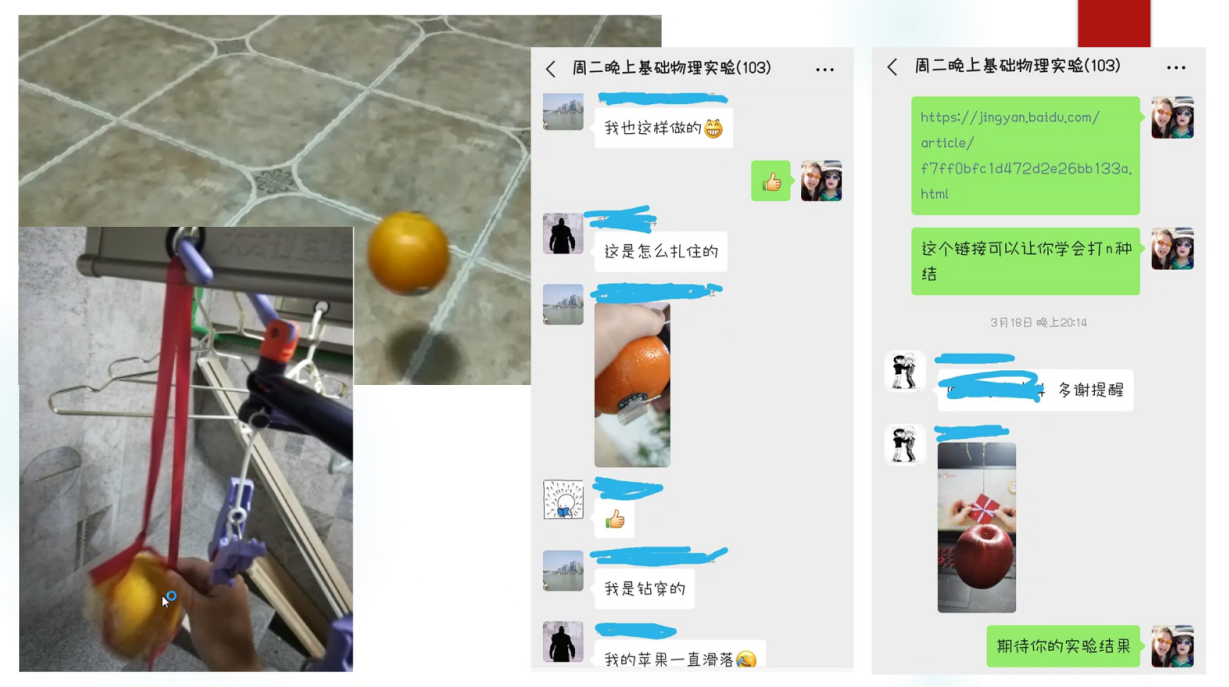 周二晚上基础物理实验(103)
我也这样做的
这是怎么扎住的
我是钻穿的
我的苹果一直滑落
周二晚上基础物理实验(103)
https://jingyan.baidu.com/
article/
f7ff0bfc1d472d2e26bb133a.
html
这个链接可以让你学会打n种
结
3月18日 晚上20:14
多谢提醒
期待你的实验结果